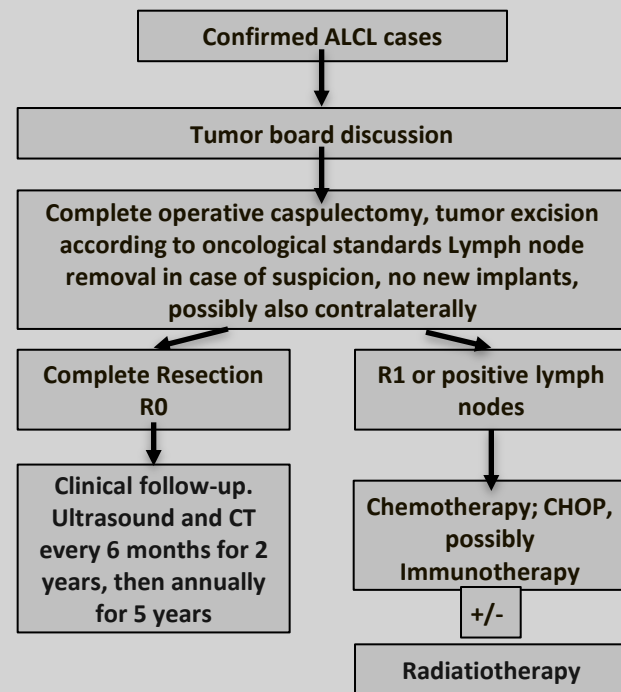 Confirmed ALCL cases
Tumor board discussion
Complete operative caspulectomy, tumor excision
according to oncological standards Lymph node
removal in case of suspicion, no new implants,
possibly also contralaterally
Complete Resection
R0
R1 or positive lymph
nodes
Clinical follow-up.
Ultrasound and CT
every 6 months for 2
years, then annually
for 5 years
Chemotherapy; CHOP,
possibly
Immunotherapy
+/-
Radiatiotherapy